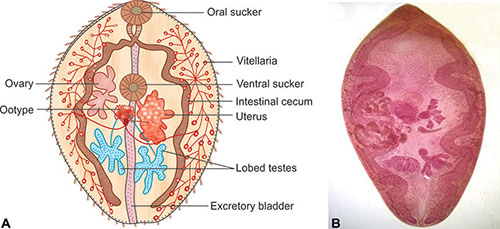 Oral sucker
Vitellaria
Ovary
Ventral sucker
Intestinal cecum
Ootype
Uterus
Lobed testes
Excretory bladder
A
B